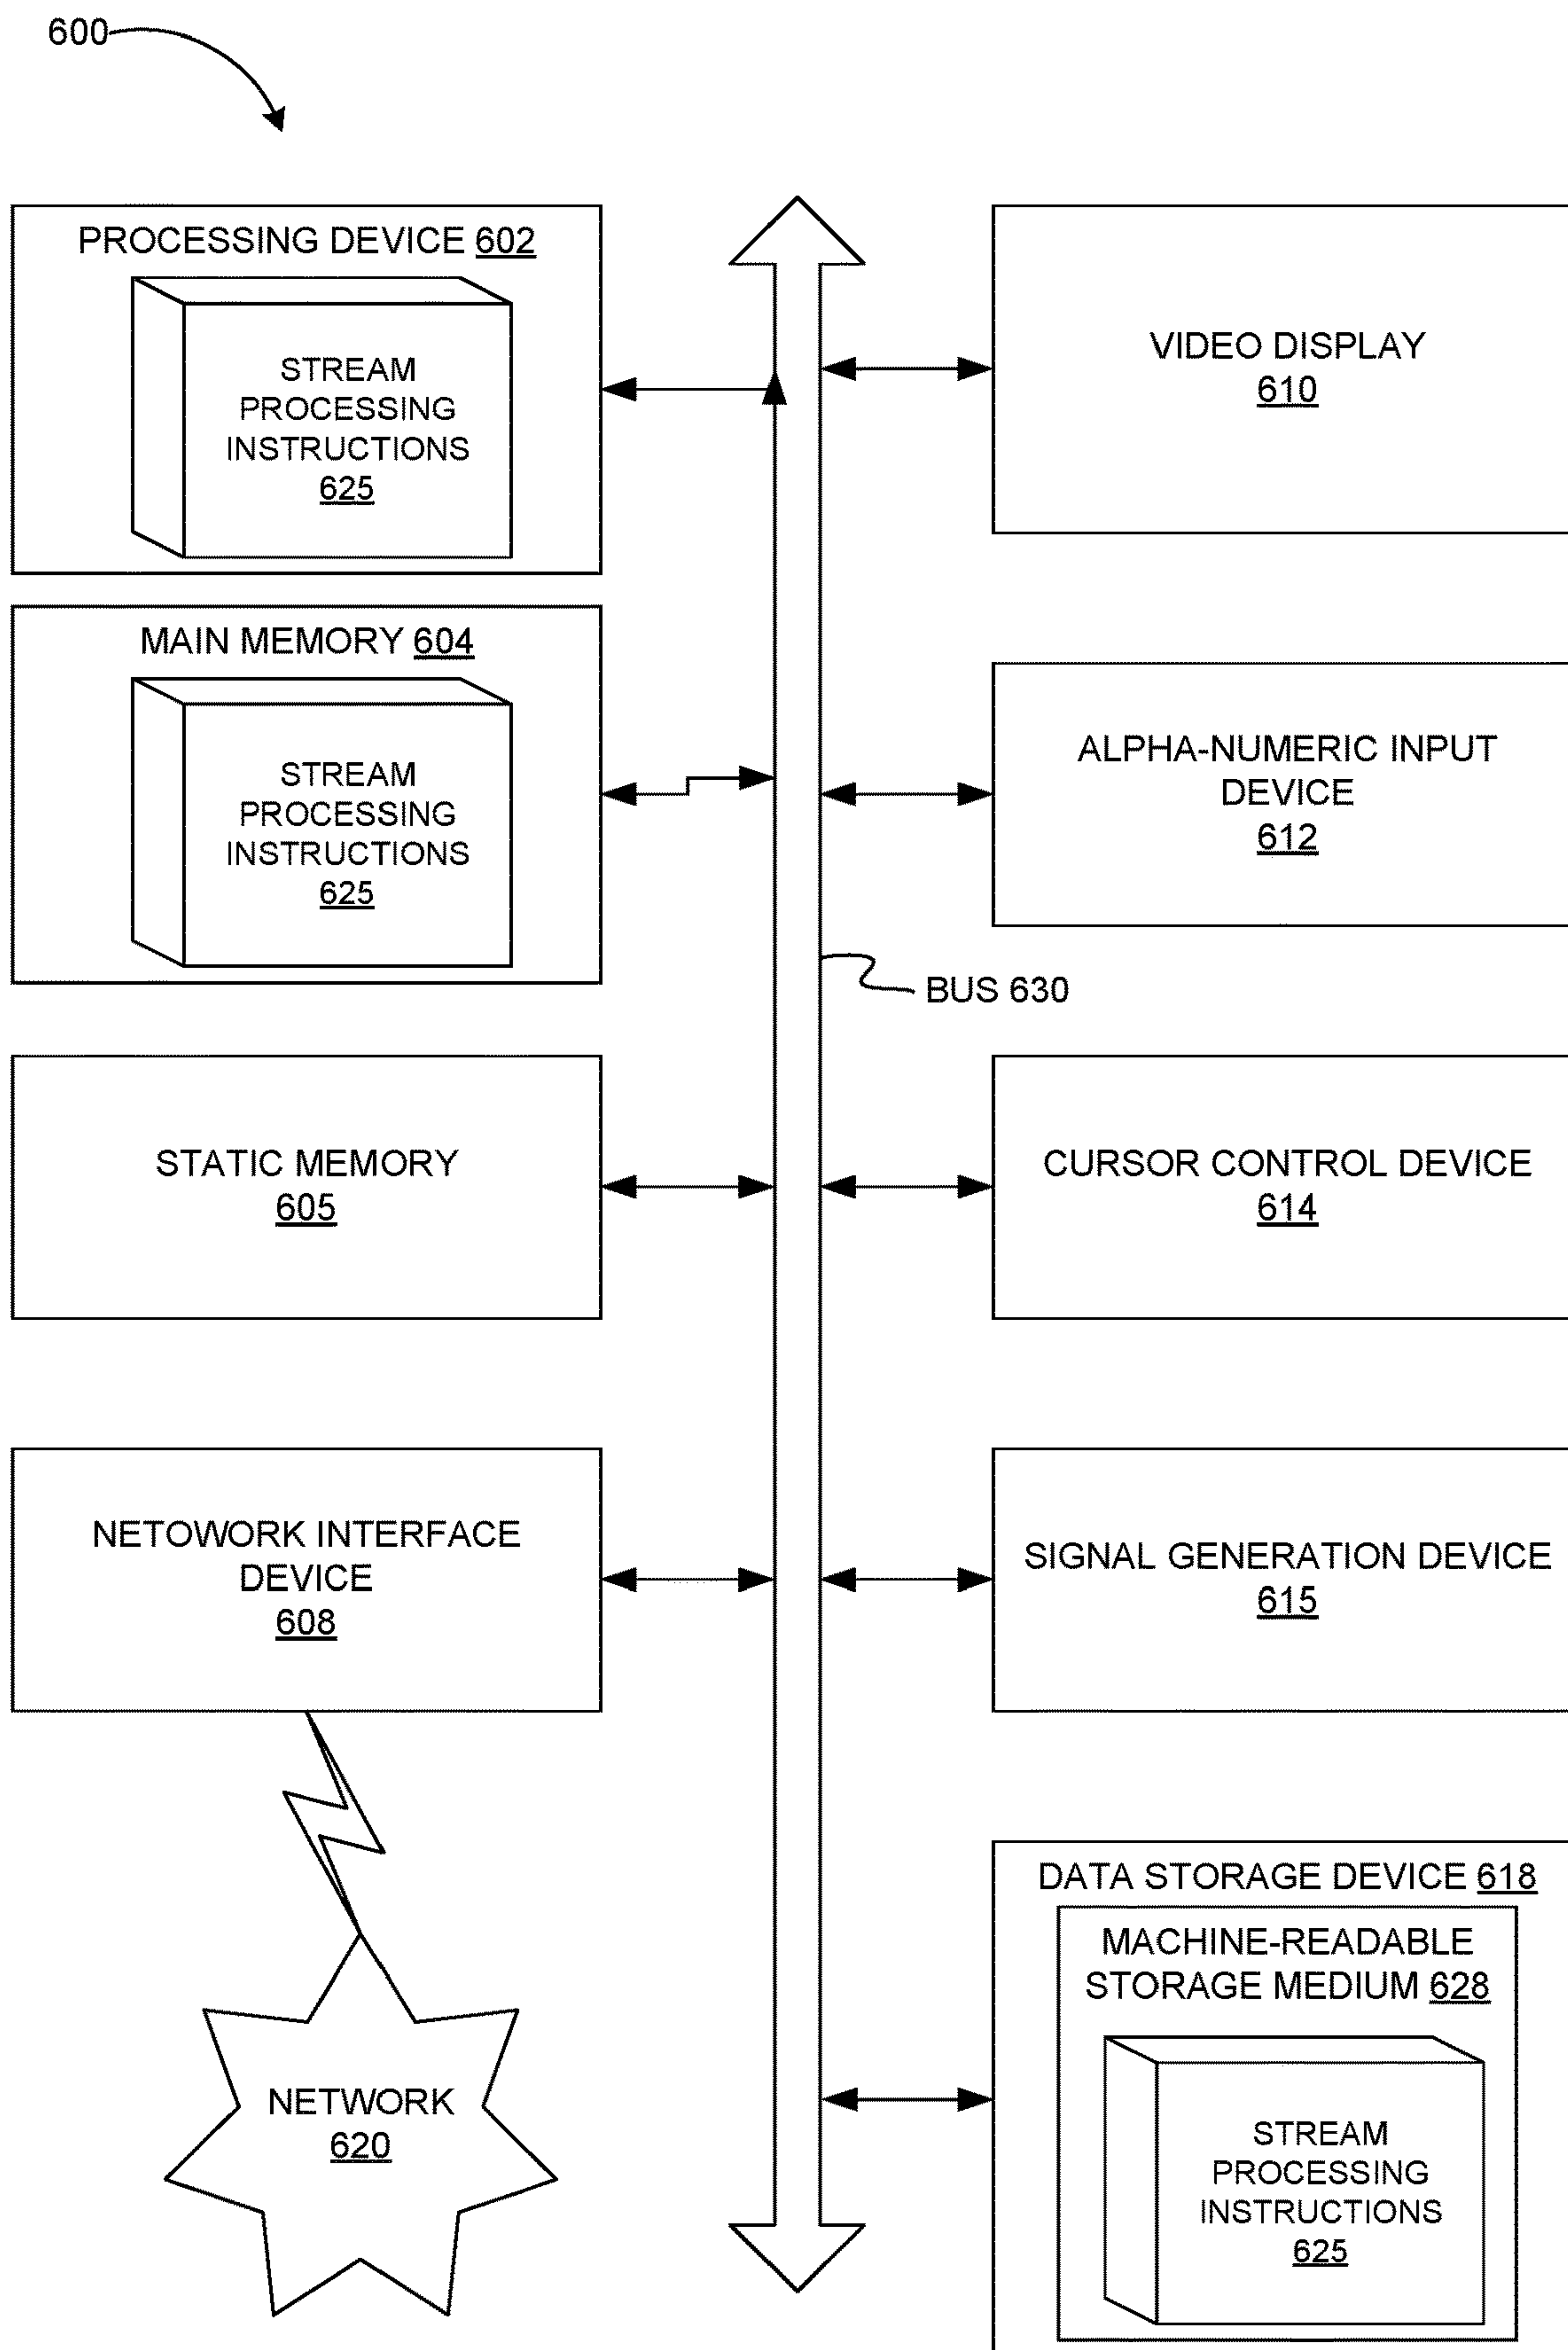 600
PROCESSING DEVICE 602
STREAM
PROCESSING
INSTRUCTIONS
625
MAIN MEMORY 604
STREAM
PROCESSING
INSTRUCTIONS
625
STATIC MEMORY
605
NETOWORK INTERFACE
DEVICE
608
NETWORK
620
VIDEO DISPLAY
610
ALPHA-NUMERIC INPUT
DEVICE
612
BUS 630
CURSOR CONTROL DEVICE
614
SIGNAL GENERATION DEVICE
615
DATA STORAGE DEVICE 618
MACHINE-READABLE
STORAGE MEDIUM 628
STREAM
PROCESSING
INSTRUCTIONS
625